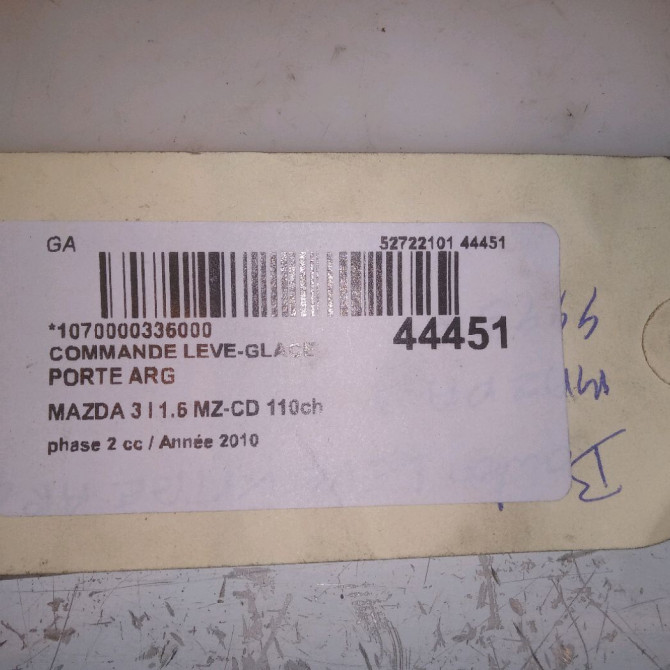 GA 52722101 44451
*1070000336000 44451
COMMANDE LEVE-GLACE
PORTE ARG
MAZDA 3 I 1.6 MZ-CD 110ch
phase 2 cc / Année 2010